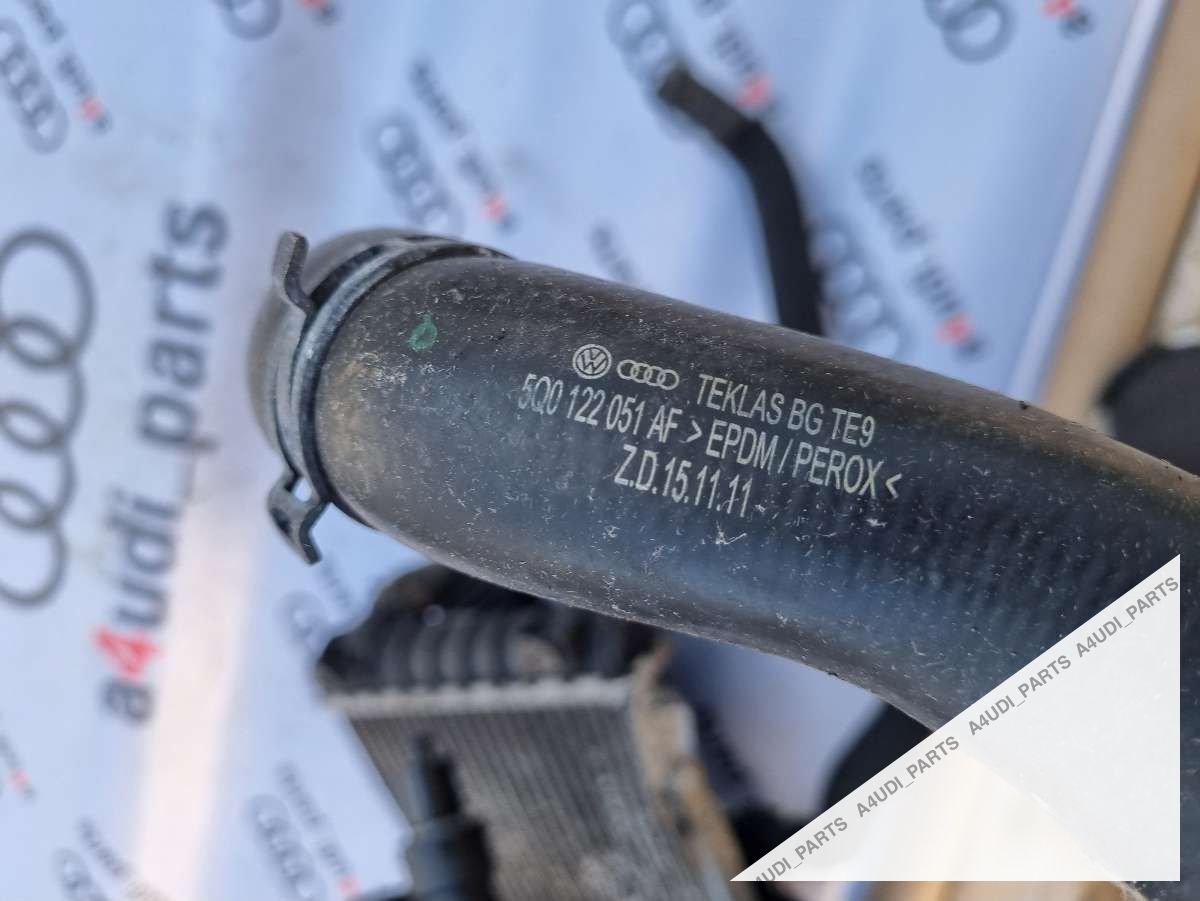 TEKLAS BG TE9
5Q0 122 051 AF >EPDM / PEROX<
Z.D.15.11.11
a4udi_parts
A4UDI_PARTS A4UDI_PARTS A4UDI_PARTS A4UDI_PARTS A4UDI_PARTS